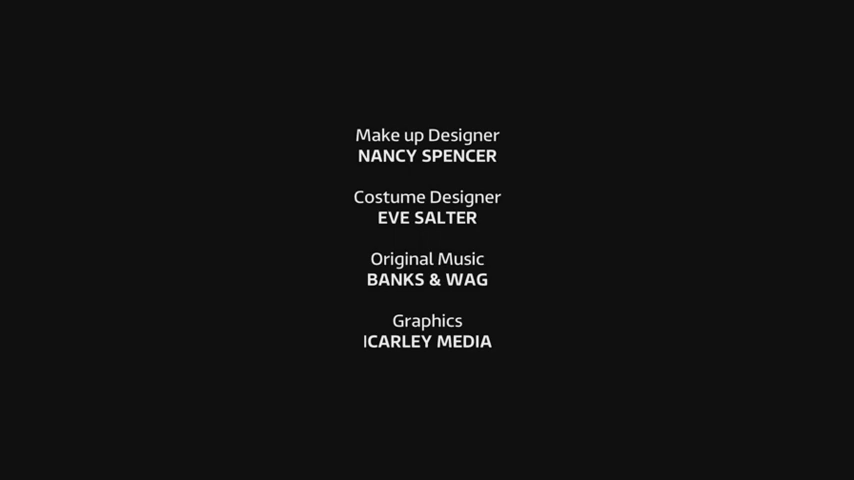 Make up Designer
NANCY SPENCER
Costume Designer
EVE SALTER
Original Music
BANKS & WAG
Graphics
ICARLEY MEDIA